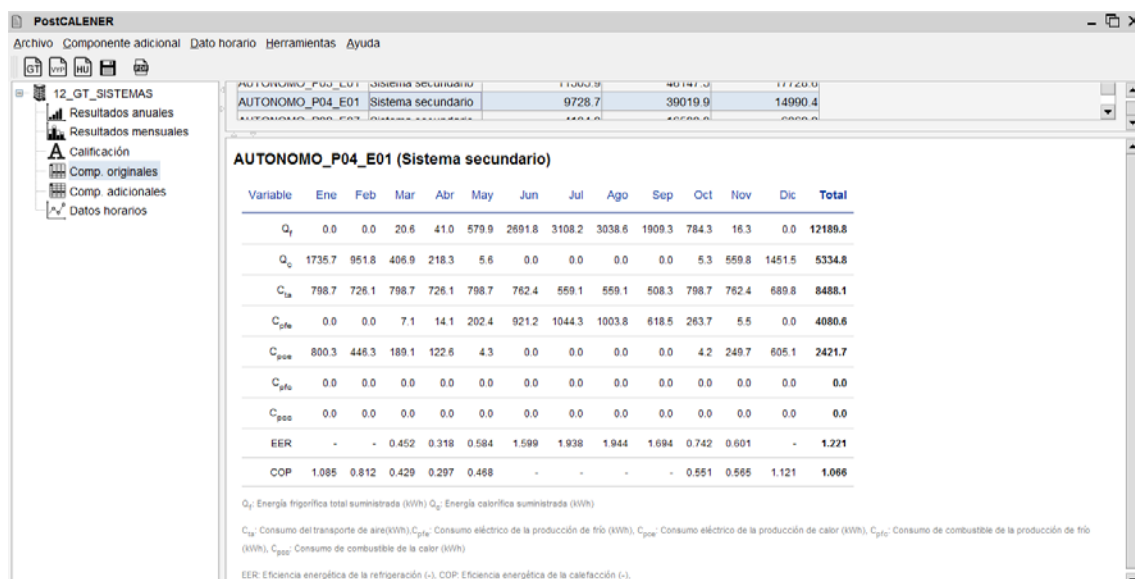 PostCALENER
Archivo Componente adicional Dato horario Herramientas Ayuda
GT VYP HU
12_GT_SISTEMAS
Resultados anuales
Resultados mensuales
Calificación
Comp. originales
Comp. adicionales
Datos horarios
AUTONOMO_P03_E01 Sistema secundario 11505.9 46147.5 17728.6
AUTONOMO_P04_E01 Sistema secundario 9728.7 39019.9 14990.4
AUTONOMO_P04_E01 (Sistema secundario)
Variable Ene Feb Mar Abr May Jun Jul Ago Sep Oct Nov Dic Total
Qf 0.0 0.0 20.6 41.0 579.9 2691.8 3108.2 3038.6 1909.3 784.3 16.3 0.0 12189.8
Qc 1735.7 951.8 406.9 218.3 5.6 0.0 0.0 0.0 0.0 5.3 559.8 1451.5 5334.8
Cta 798.7 726.1 798.7 726.1 798.7 762.4 559.1 559.1 508.3 798.7 762.4 689.8 8488.1
Cpfe 0.0 0.0 7.1 14.1 202.4 921.2 1044.3 1003.8 618.5 263.7 5.5 0.0 4080.6
Cpce 800.3 446.3 189.1 122.6 4.3 0.0 0.0 0.0 0.0 4.2 249.7 605.1 2421.7
Cpfc 0.0 0.0 0.0 0.0 0.0 0.0 0.0 0.0 0.0 0.0 0.0 0.0 0.0
Cpcc 0.0 0.0 0.0 0.0 0.0 0.0 0.0 0.0 0.0 0.0 0.0 0.0 0.0
EER - - 0.452 0.318 0.584 1.599 1.938 1.944 1.694 0.742 0.601 - 1.221
COP 1.085 0.812 0.429 0.297 0.468 - - - - 0.551 0.565 1.121 1.066
Qf: Energía frigorífica total suministrada (kWh) Qc: Energía calorífica suministrada (kWh)
Cta: Consumo del transporte de aire(kWh),Cpfe: Consumo eléctrico de la producción de frío (kWh), Cpce: Consumo eléctrico de la producción de calor (kWh), Cpfc: Consumo de combustible de la producción de frío
(kWh), Cpcc: Consumo de combustible de la calor (kWh)
EER: Eficiencia energética de la refrigeración (-), COP: Eficiencia energética de la calefacción (-),